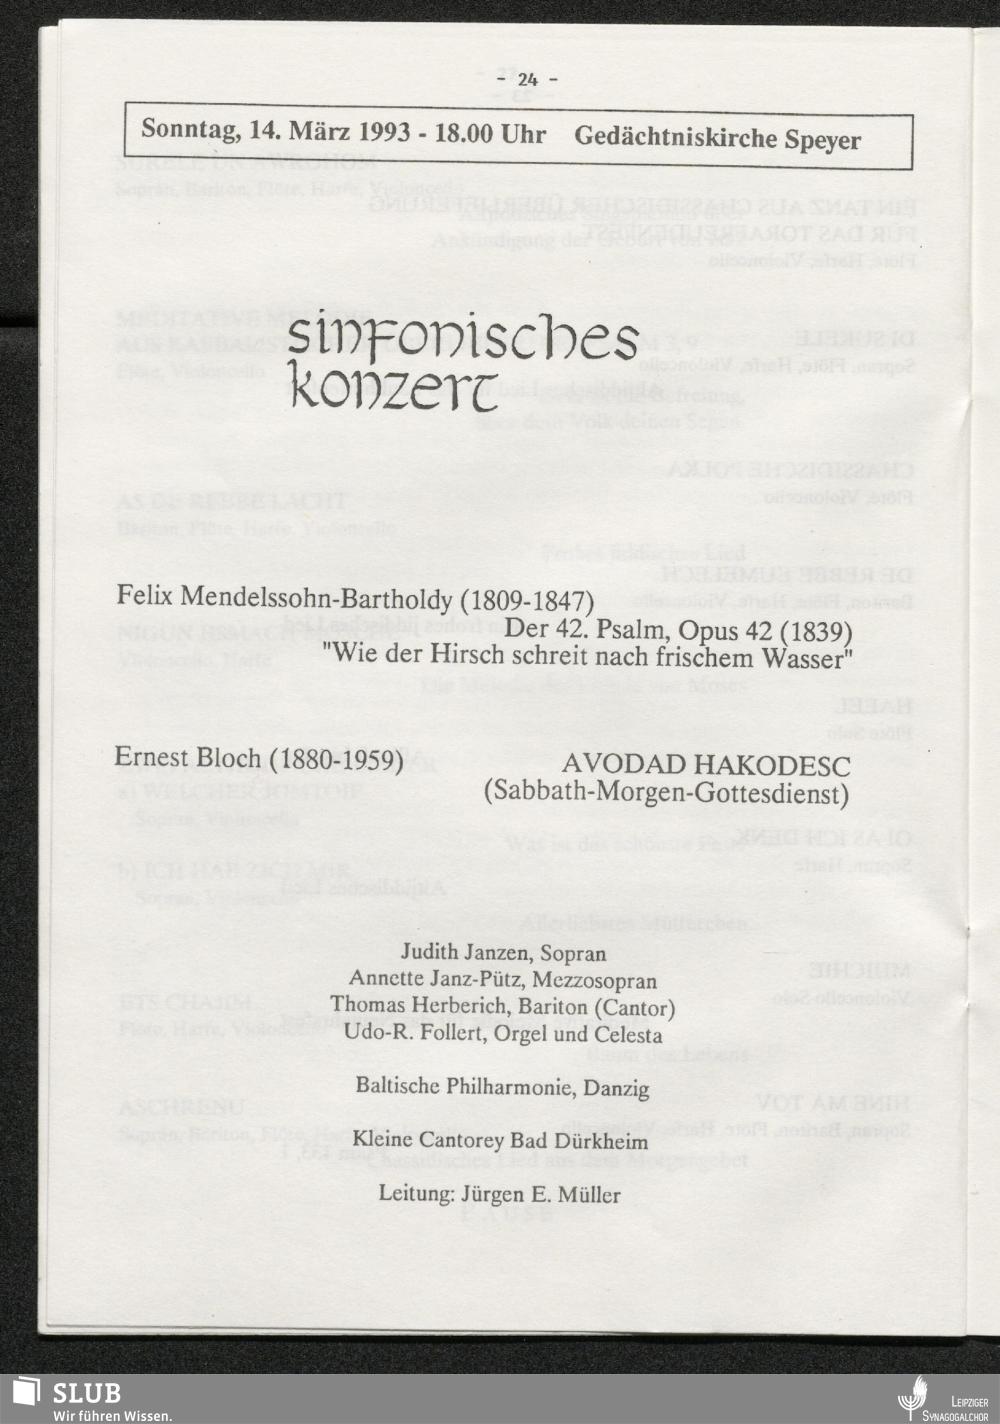 - 24 -
Sonntag, 14. März 1993 - 18.00 Uhr Gedächtniskirche Speyer
sinfonisches
konzert
Felix Mendelssohn-Bartholdy (1809-1847)
Der 42. Psalm, Opus 42 (1839)
"Wie der Hirsch schreit nach frischem Wasser"
Ernest Bloch (1880-1959)
AVODAD HAKODESC
(Sabbath-Morgen-Gottesdienst)
Judith Janzen, Sopran
Annette Janz-Pütz, Mezzosopran
Thomas Herberich, Bariton (Cantor)
Udo-R. Follert, Orgel und Celesta
Baltische Philharmonie, Danzig
Kleine Cantorey Bad Dürkheim
Leitung: Jürgen E. Müller
SLUB
Wir führen Wissen.
LEIPZIGER
SYNAGOGALCHOR